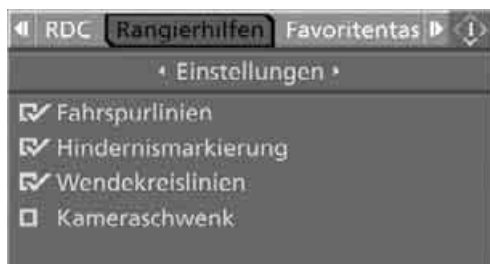 RDC Rangierhilfen Favoritentas
Einstellungen
Fahrspurlinien
Hindernismarkierung
Wendekreislinien
Kameraschwenk